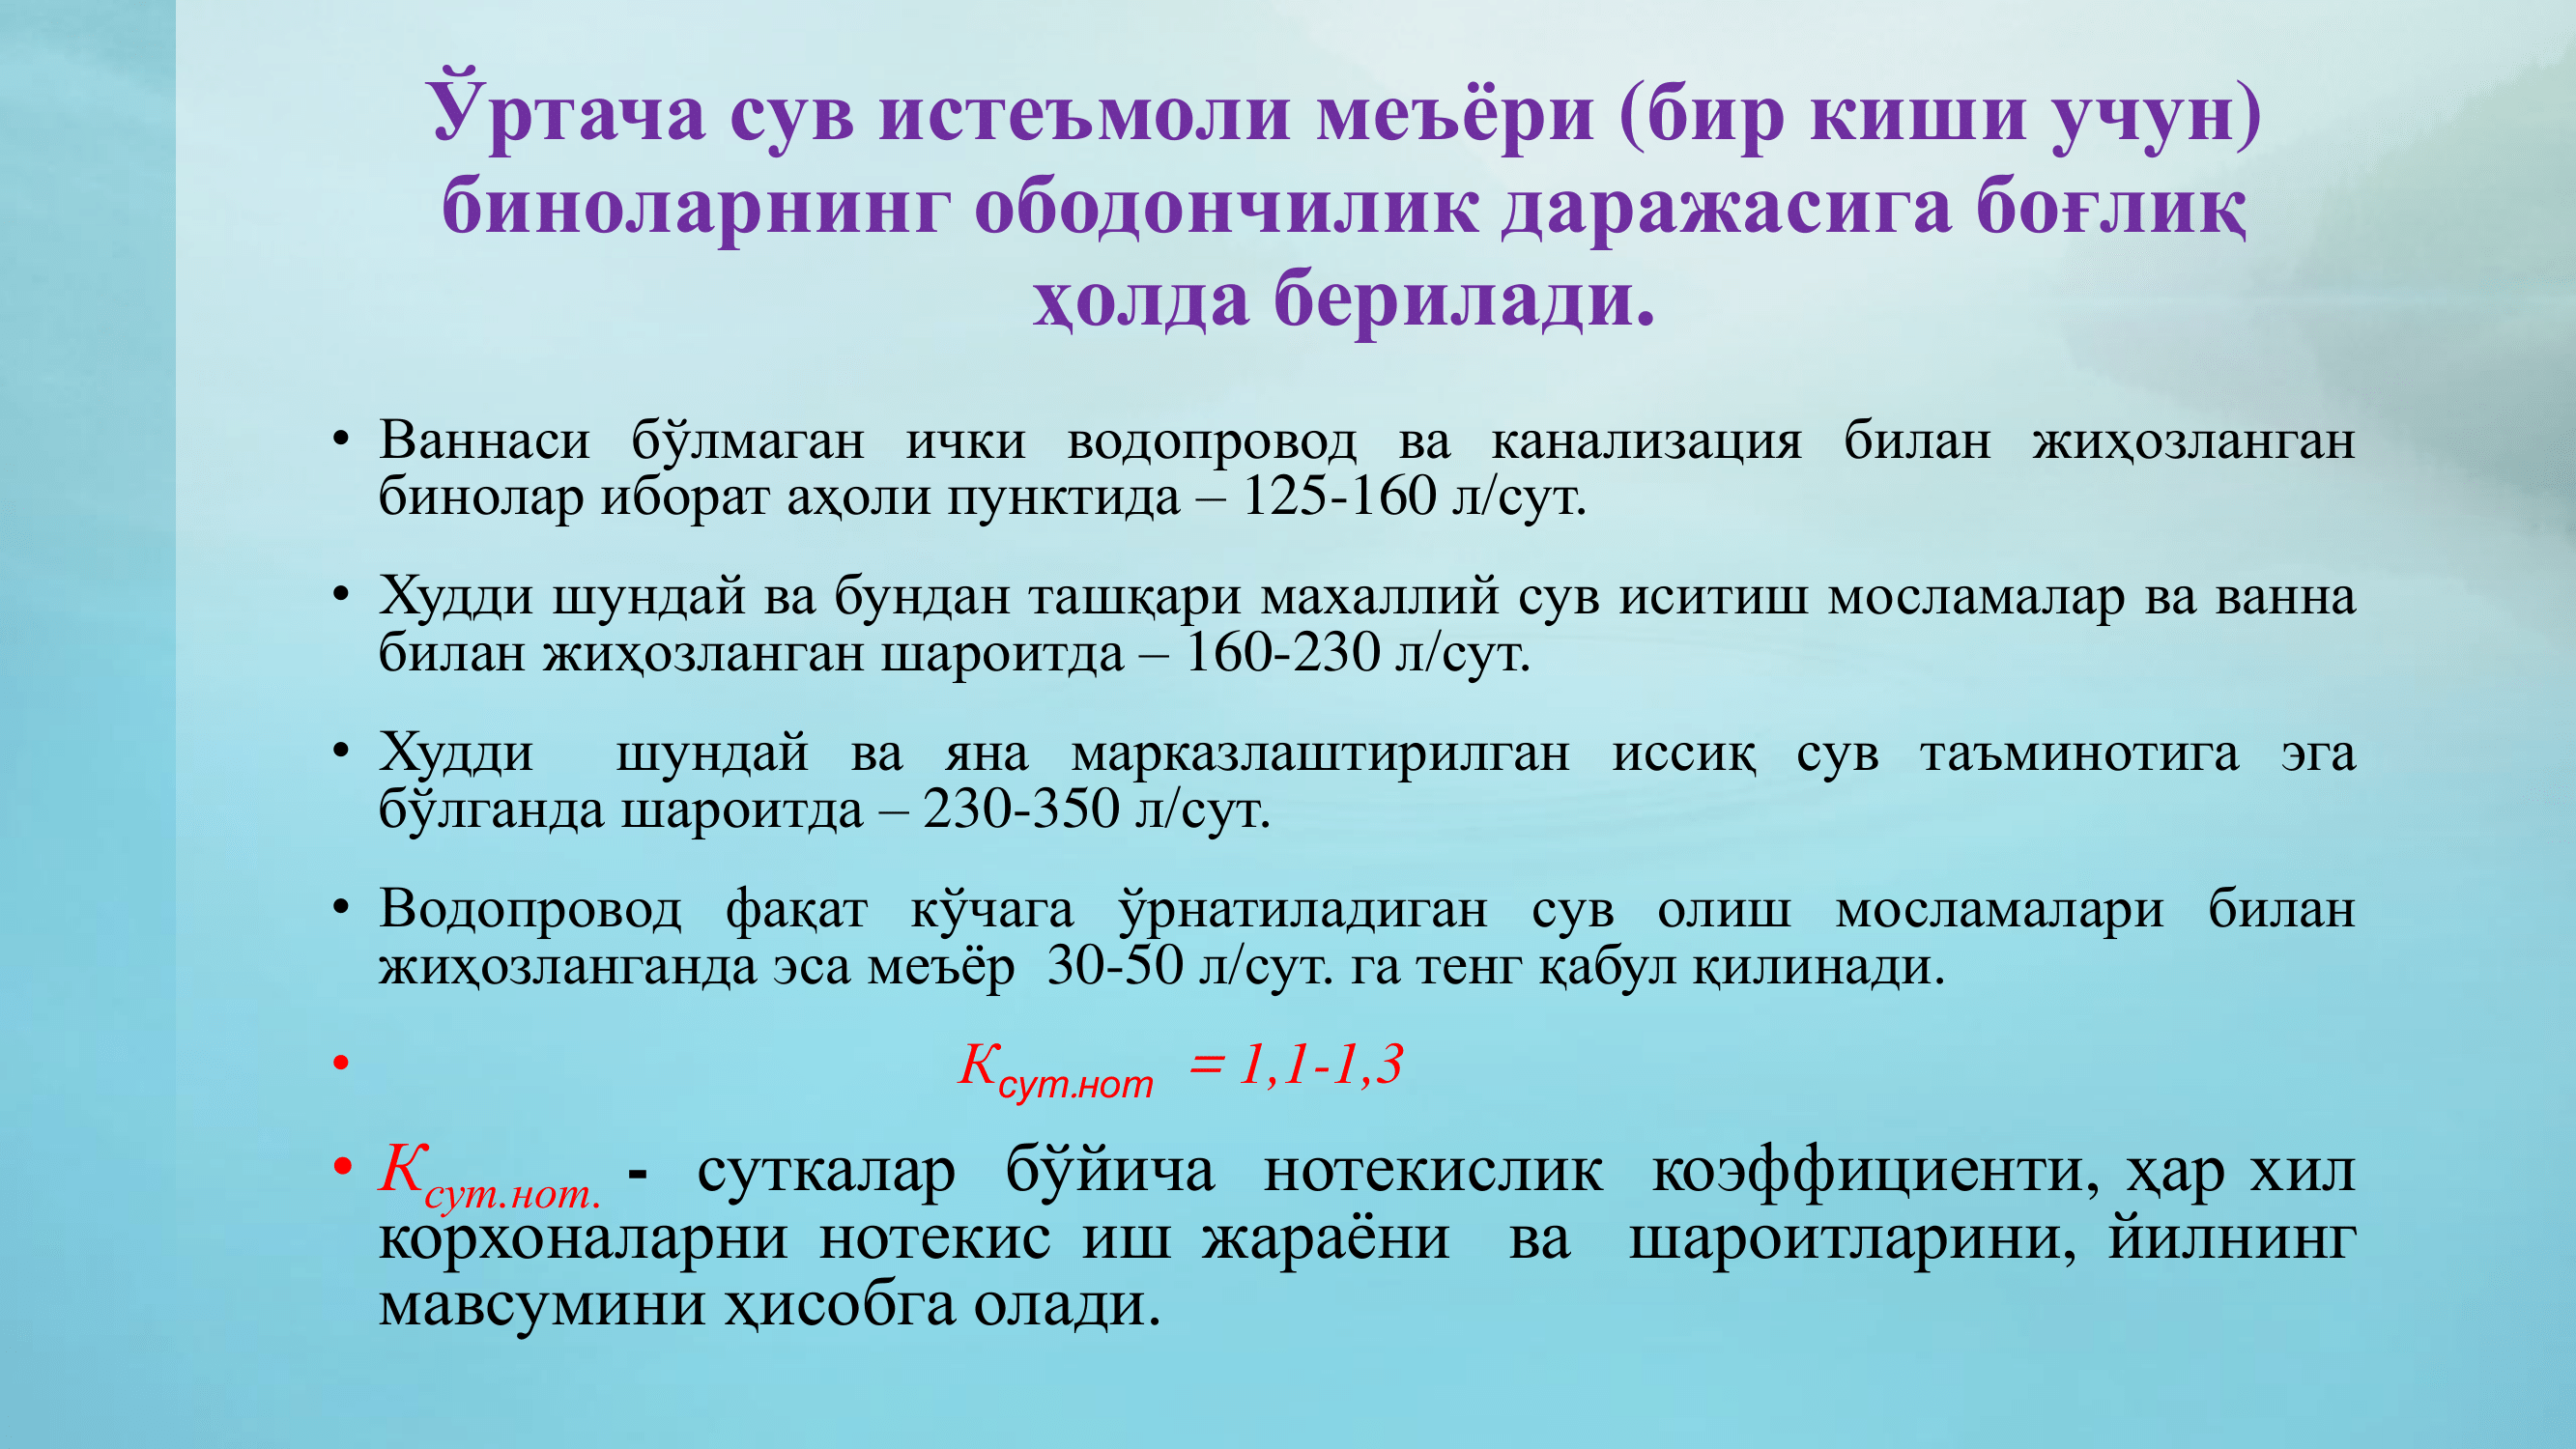 Ўртача сув истеъмоли меъёри (бир киши учун)
биноларнинг ободончилик даражасига боғлиқ
ҳолда берилади.
• Ваннаси бўлмаган ички водопровод ва канализация билан жиҳозланган
бинолар иборат аҳоли пунктида – 125-160 л/сут.
• Худди шундай ва бундан ташқари махаллий сув иситиш мосламалар ва ванна
билан жиҳозланган шароитда – 160-230 л/сут.
• Худди шундай ва яна марказлаштирилган иссиқ сув таъминотига эга
бўлганда шароитда – 230-350 л/сут.
• Водопровод фақат кўчага ўрнатиладиган сув олиш мосламалари билан
жиҳозланганда эса меъёр 30-50 л/сут. га тенг қабул қилинади.
• Ксут.нот = 1,1-1,3
• Ксут.нот. - суткалар бўйича нотекислик коэффициенти, ҳар хил
корхоналарни нотекис иш жараёни ва шароитларини, йилнинг
мавсумини ҳисобга олади.